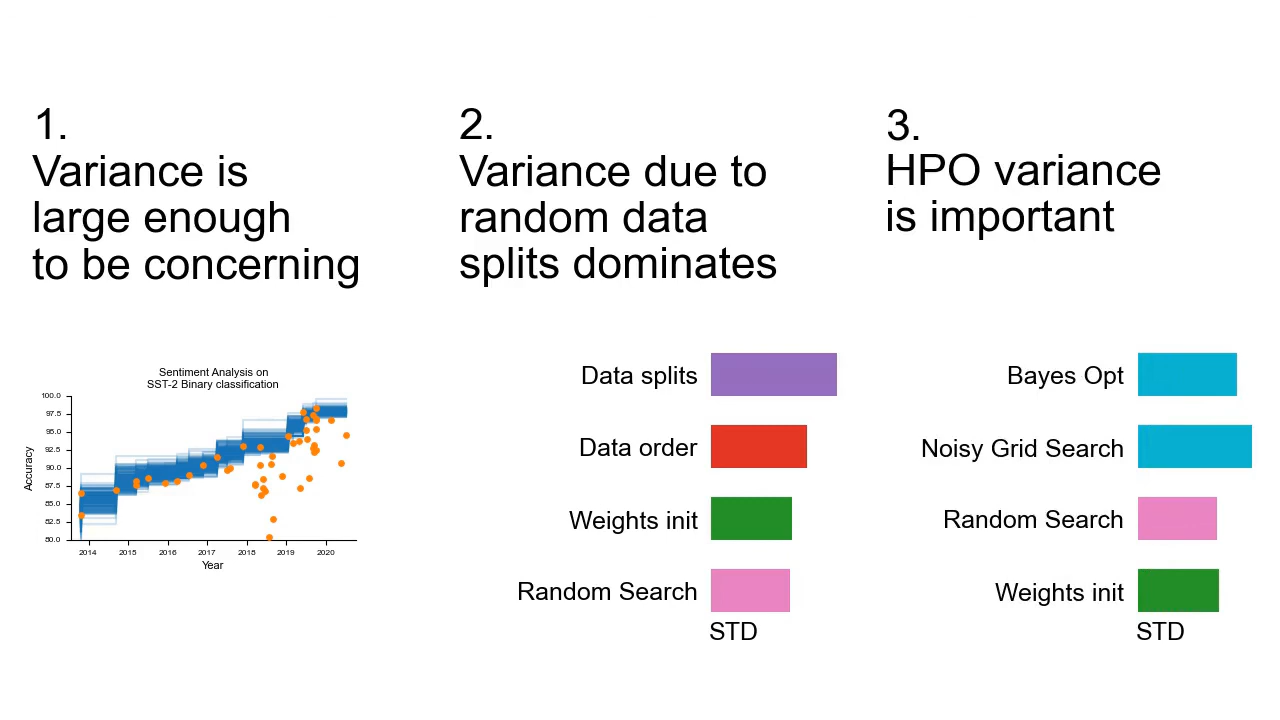 1.
Variance is
large enough
to be concerning
Sentiment Analysis on
SST-2 Binary classification
100.0
97.5
95.0
92.5
90.0
87.5
85.0
82.5
80.0
Accuracy
2014 2015 2016 2017 2018 2019 2020
Year
2.
Variance due to
random data
splits dominates
Data splits
Data order
Weights init
Random Search
STD
3.
HPO variance
is important
Bayes Opt
Noisy Grid Search
Random Search
Weights init
STD